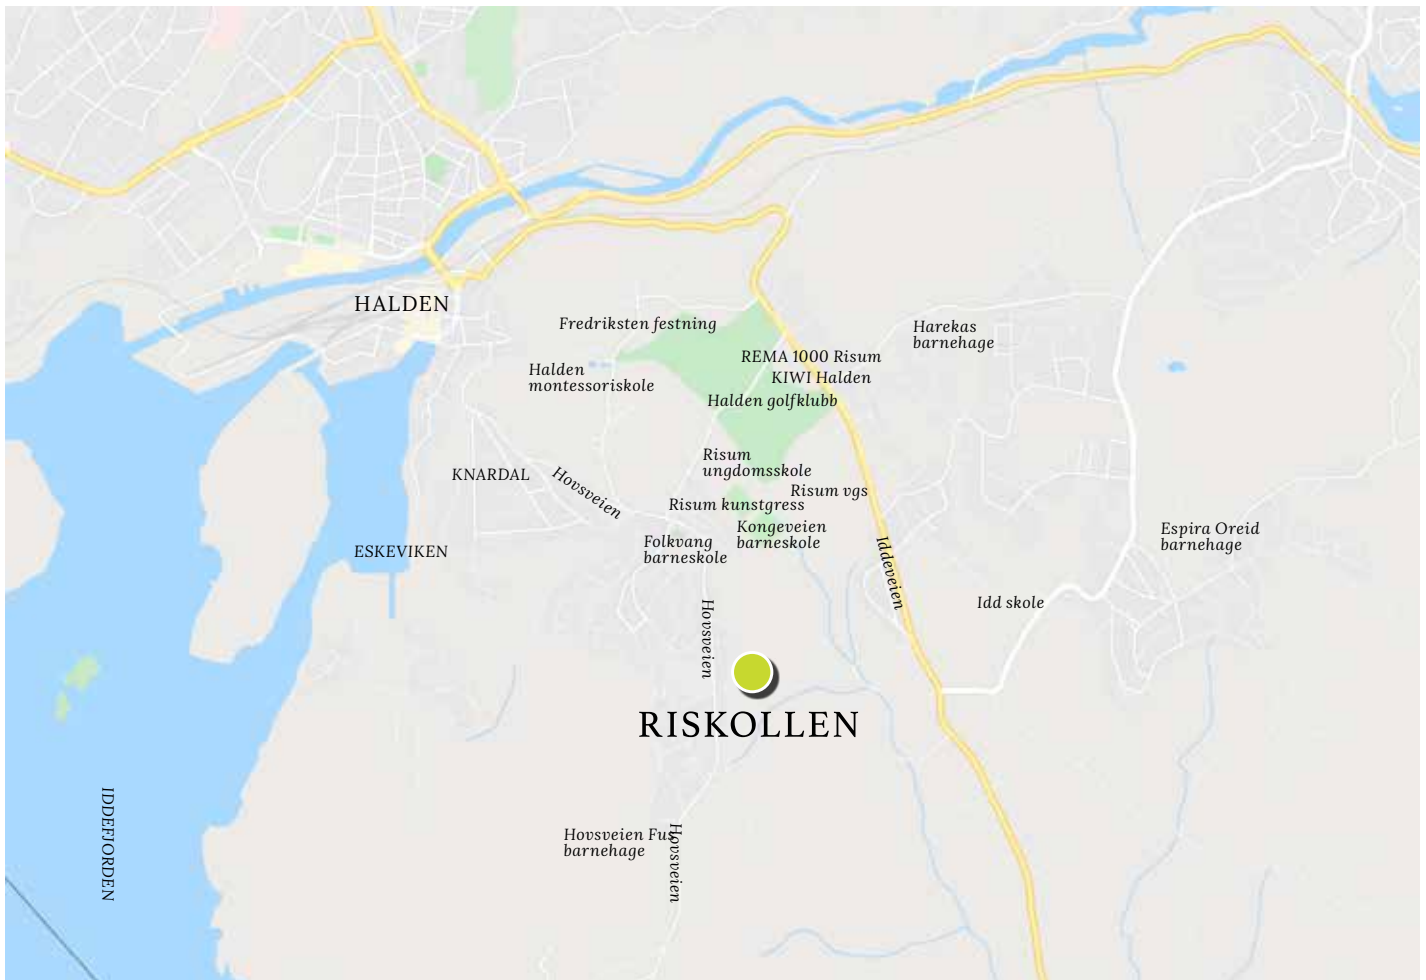 HALDEN
Fredriksten festning
Harekas
barnehage
REMA 1000 Risum
KIWI Halden
Halden
montessoriskole
Halden golfklubb
Risum
ungdomsskole
KNARDAL
Hovsveien
Risum vgs
Risum kunstgress
Kongeveien
barneskole
Folkvang
barneskole
ESKEVIKEN
Iddeveien
Espira Oreid
barnehage
Idd skole
Hovsveien
RISKOLLEN
IDDEFJORDEN
Hovsveien Fus
barnehage
Hovsveien